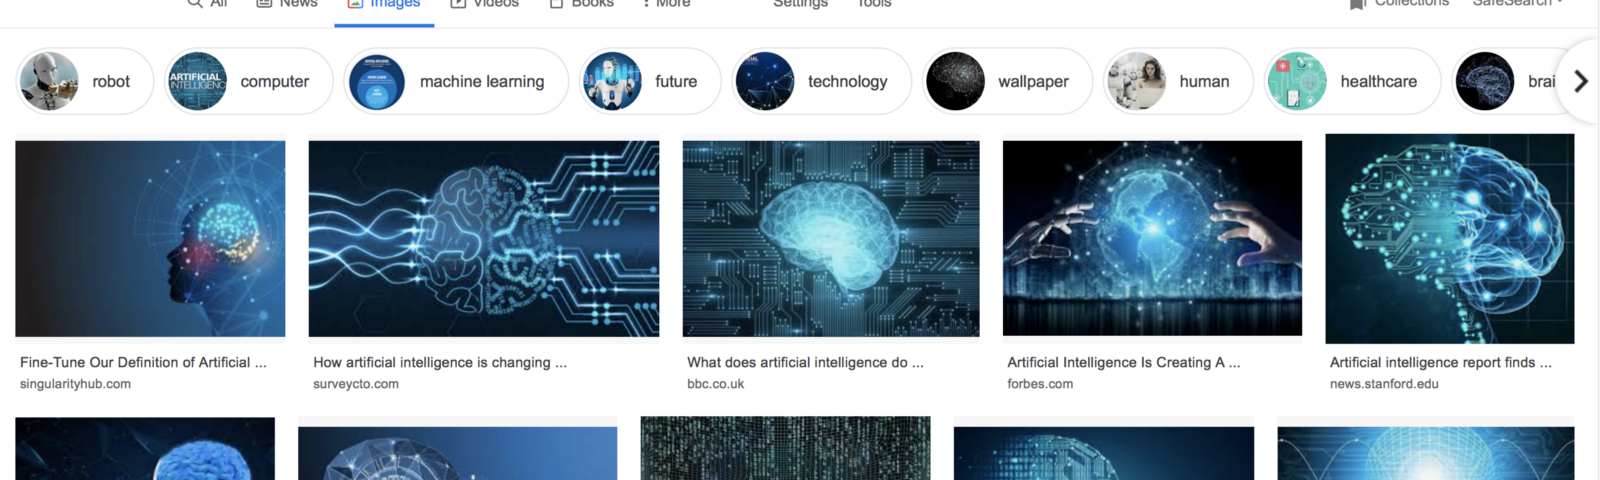 All News Images Videos Books More Settings Tools Collections SafeSearch
robot computer machine learning future technology wallpaper human healthcare brai
ARTIFICIAL
INTELLIGENC
Fine-Tune Our Definition of Artificial ... How artificial intelligence is changing ... What does artificial intelligence do ... Artificial Intelligence Is Creating A ... Artificial intelligence report finds ...
singularityhub.com surveycto.com bbc.co.uk forbes.com news.stanford.edu